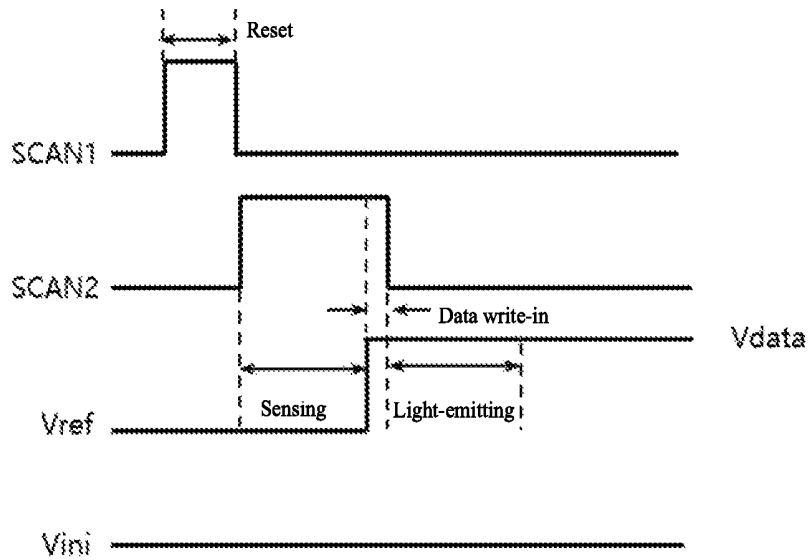 Reset
SCAN1
SCAN2
Data write-in
Vdata
Sensing
Light-emitting
Vref
Vini